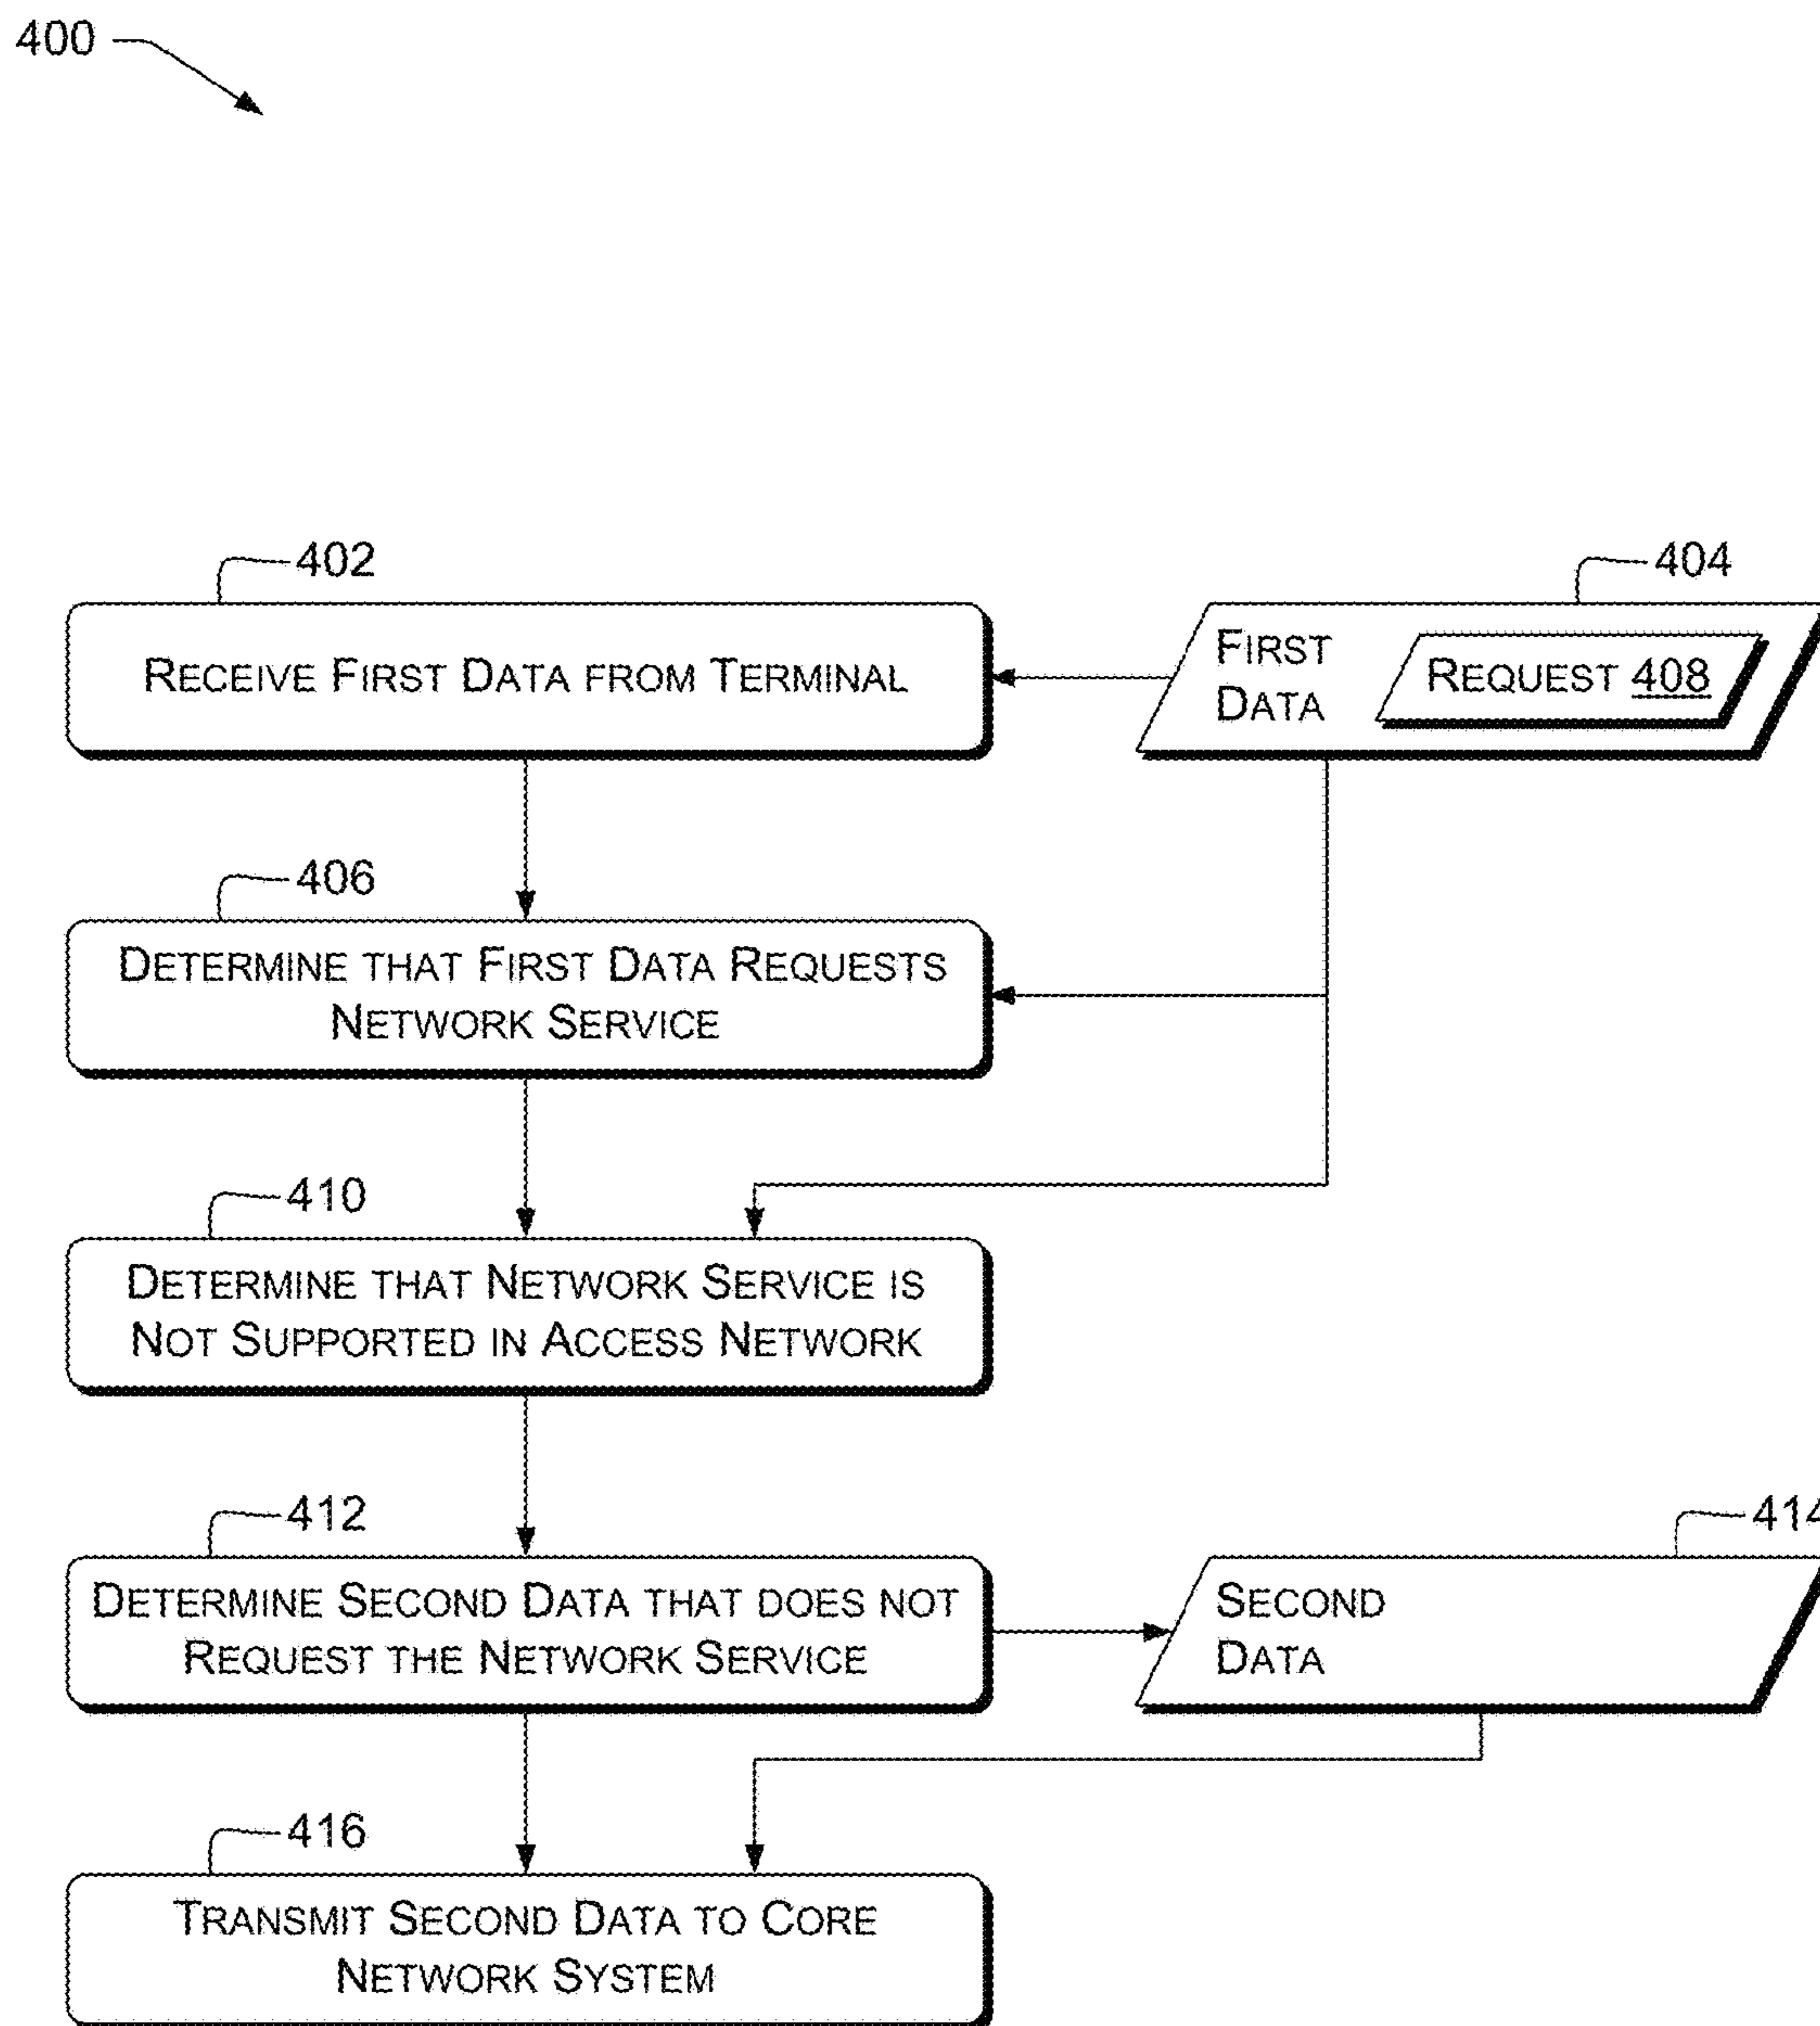 400
402
404
RECEIVE FIRST DATA FROM TERMINAL
FIRST
DATA
REQUEST 408
406
DETERMINE THAT FIRST DATA REQUESTS
NETWORK SERVICE
410
DETERMINE THAT NETWORK SERVICE IS
NOT SUPPORTED IN ACCESS NETWORK
412
414
DETERMINE SECOND DATA THAT DOES NOT
REQUEST THE NETWORK SERVICE
SECOND
DATA
416
TRANSMIT SECOND DATA TO CORE
NETWORK SYSTEM